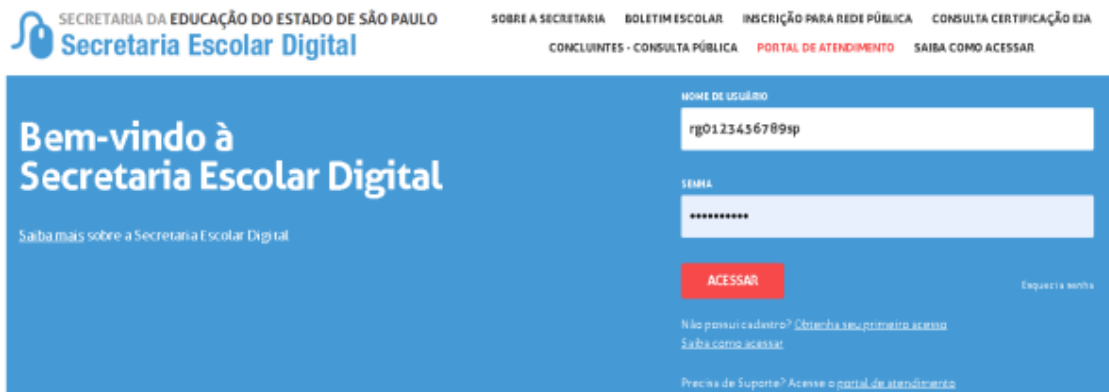 SECRETARIA DA EDUCAÇÃO DO ESTADO DE SÃO PAULO
Secretaria Escolar Digital
SOBRE A SECRETARIA BOLETIM ESCOLAR INSCRIÇÃO PARA REDE PÚBLICA CONSULTA CERTIFICAÇÃO EJA
CONCLUINTES - CONSULTA PÚBLICA PORTAL DE ATENDIMENTO SAIBA COMO ACESSAR
Bem-vindo à
Secretaria Escolar Digital
Saiba mais sobre a Secretaria Escolar Digital
NOME DE USUÁRIO
rg0123456789sp
SENHA
••••••••••
ACESSAR
Esqueci a senha
Não possui cadastro? Obtenha seu primeiro acesso
Saiba como acessar
Precisa de Suporte? Acesse o portal de atendimento